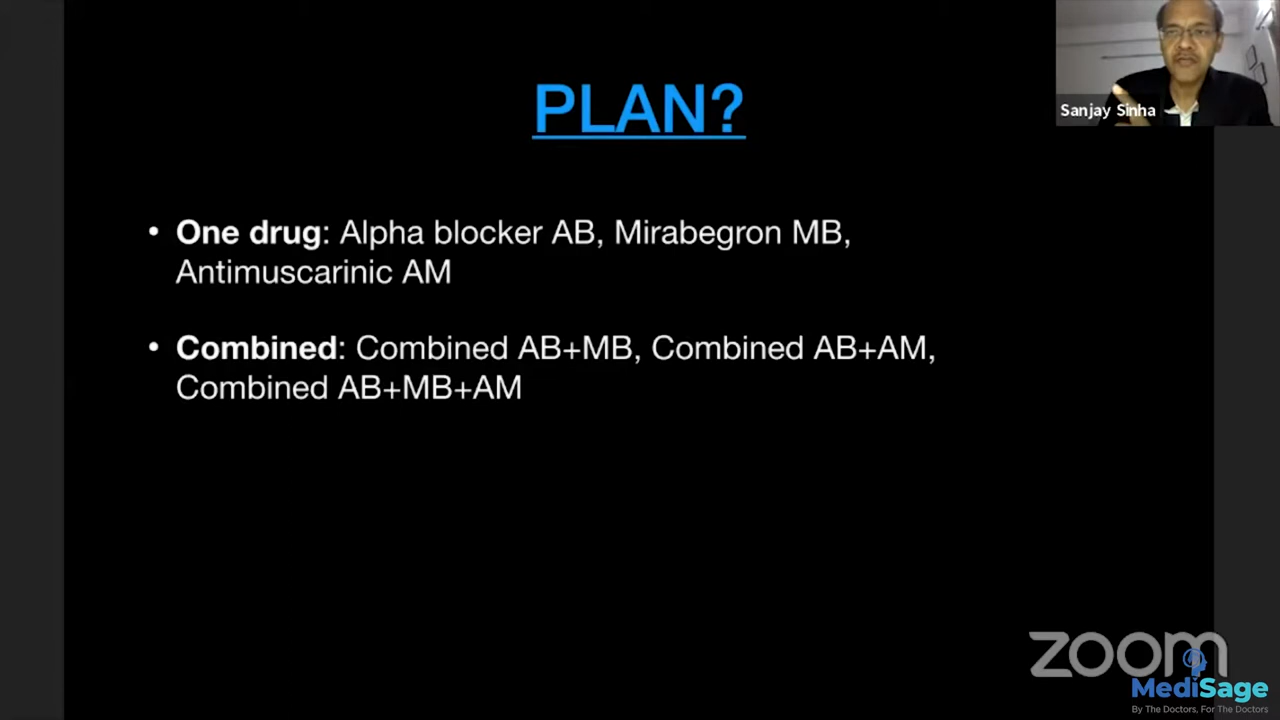 PLAN?
Sanjay Sinha
• One drug: Alpha blocker AB, Mirabegron MB,
Antimuscarinic AM
• Combined: Combined AB+MB, Combined AB+AM,
Combined AB+MB+AM
zoom
MediSage
By The Doctors, For The Doctors